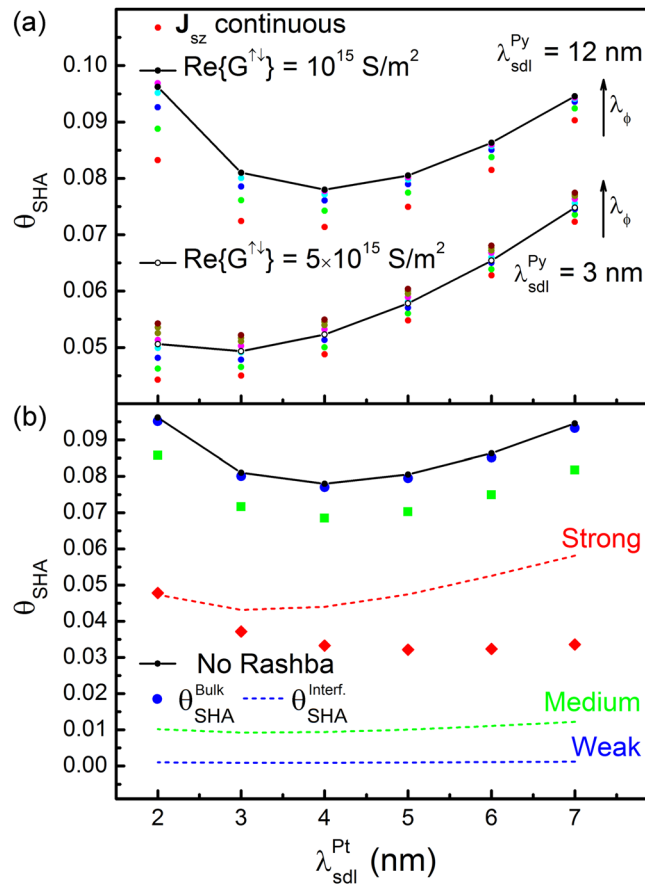 (a)
J_sz continuous
Re{G^↑↓} = 10^15 S/m^2
λ_sdl^Py = 12 nm
λ_ϕ
0.10
0.09
0.08
0.07
0.06
0.05
θ_SHA
λ_ϕ
Re{G^↑↓} = 5×10^15 S/m^2
λ_sdl^Py = 3 nm
(b)
0.09
0.08
0.07
0.06
0.05
0.04
0.03
0.02
0.01
0.00
θ_SHA
Strong
No Rashba
θ_SHA^Bulk
θ_SHA^Interf.
Medium
Weak
2 3 4 5 6 7
λ_sdl^Pt (nm)